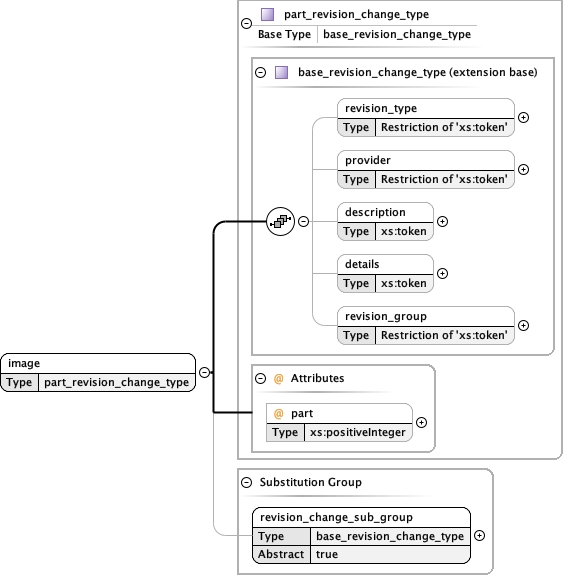 part_revision_change_type
Base Type base_revision_change_type
base_revision_change_type (extension base)
revision_type
Type Restriction of 'xs:token'
provider
Type Restriction of 'xs:token'
description
Type xs:token
details
Type xs:token
revision_group
Type Restriction of 'xs:token'
image
Type part_revision_change_type
@ Attributes
@ part
Type xs:positiveInteger
Substitution Group
revision_change_sub_group
Type base_revision_change_type
Abstract true